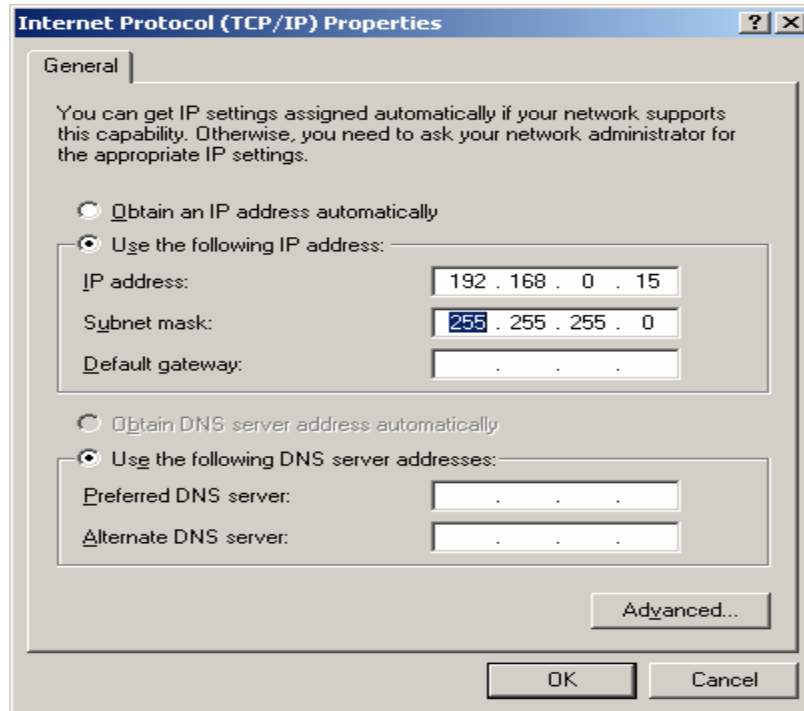 Internet Protocol (TCP/IP) Properties
General
You can get IP settings assigned automatically if your network supports
this capability. Otherwise, you need to ask your network administrator for
the appropriate IP settings.
Obtain an IP address automatically
Use the following IP address:
IP address: 192 . 168 . 0 . 15
Subnet mask: 255 . 255 . 255 . 0
Default gateway: . . .
Obtain DNS server address automatically
Use the following DNS server addresses:
Preferred DNS server: . . .
Alternate DNS server: . . .
Advanced...
OK Cancel